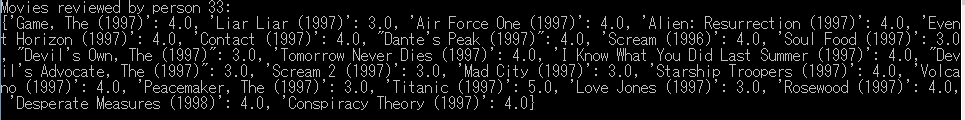 Movies reviewed by person 33:
{'Game, The (1997)': 4.0, 'Liar Liar (1997)': 3.0, 'Air Force One (1997)': 4.0, 'Alien: Resurrection (1997)': 4.0, 'Even
t Horizon (1997)': 4.0, 'Contact (1997)': 4.0, "Dante's Peak (1997)": 4.0, 'Scream (1996)': 4.0, 'Soul Food (1997)': 3.0
, "Devil's Own, The (1997)": 3.0, 'Tomorrow Never Dies (1997)': 4.0, 'I Know What You Did Last Summer (1997)': 4.0, "Dev
il's Advocate, The (1997)": 3.0, 'Scream 2 (1997)': 3.0, 'Mad City (1997)': 3.0, 'Starship Troopers (1997)': 4.0, 'Volca
no (1997)': 4.0, 'Peacemaker, The (1997)': 3.0, 'Titanic (1997)': 5.0, 'Love Jones (1997)': 3.0, 'Rosewood (1997)': 4.0,
 'Desperate Measures (1998)': 4.0, 'Conspiracy Theory (1997)': 4.0}